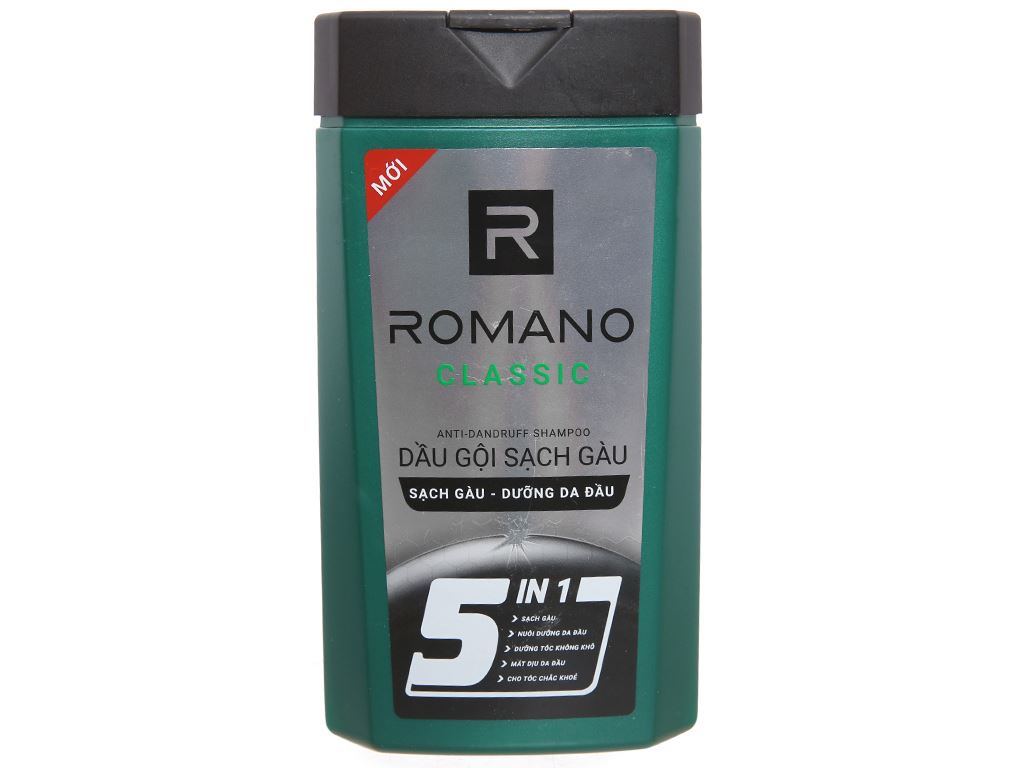 MỚI
R
ROMANO
CLASSIC
ANTI-DANDRUFF SHAMPOO
DẦU GỘI SẠCH GÀU
SẠCH GÀU - DƯỠNG DA ĐẦU
5 IN 1
SẠCH GÀU
NUÔI DƯỠNG DA ĐẦU
DƯỠNG TÓC KHÔNG KHÔ
MÁT DỊU DA ĐẦU
CHO TÓC CHẮC KHOẺ